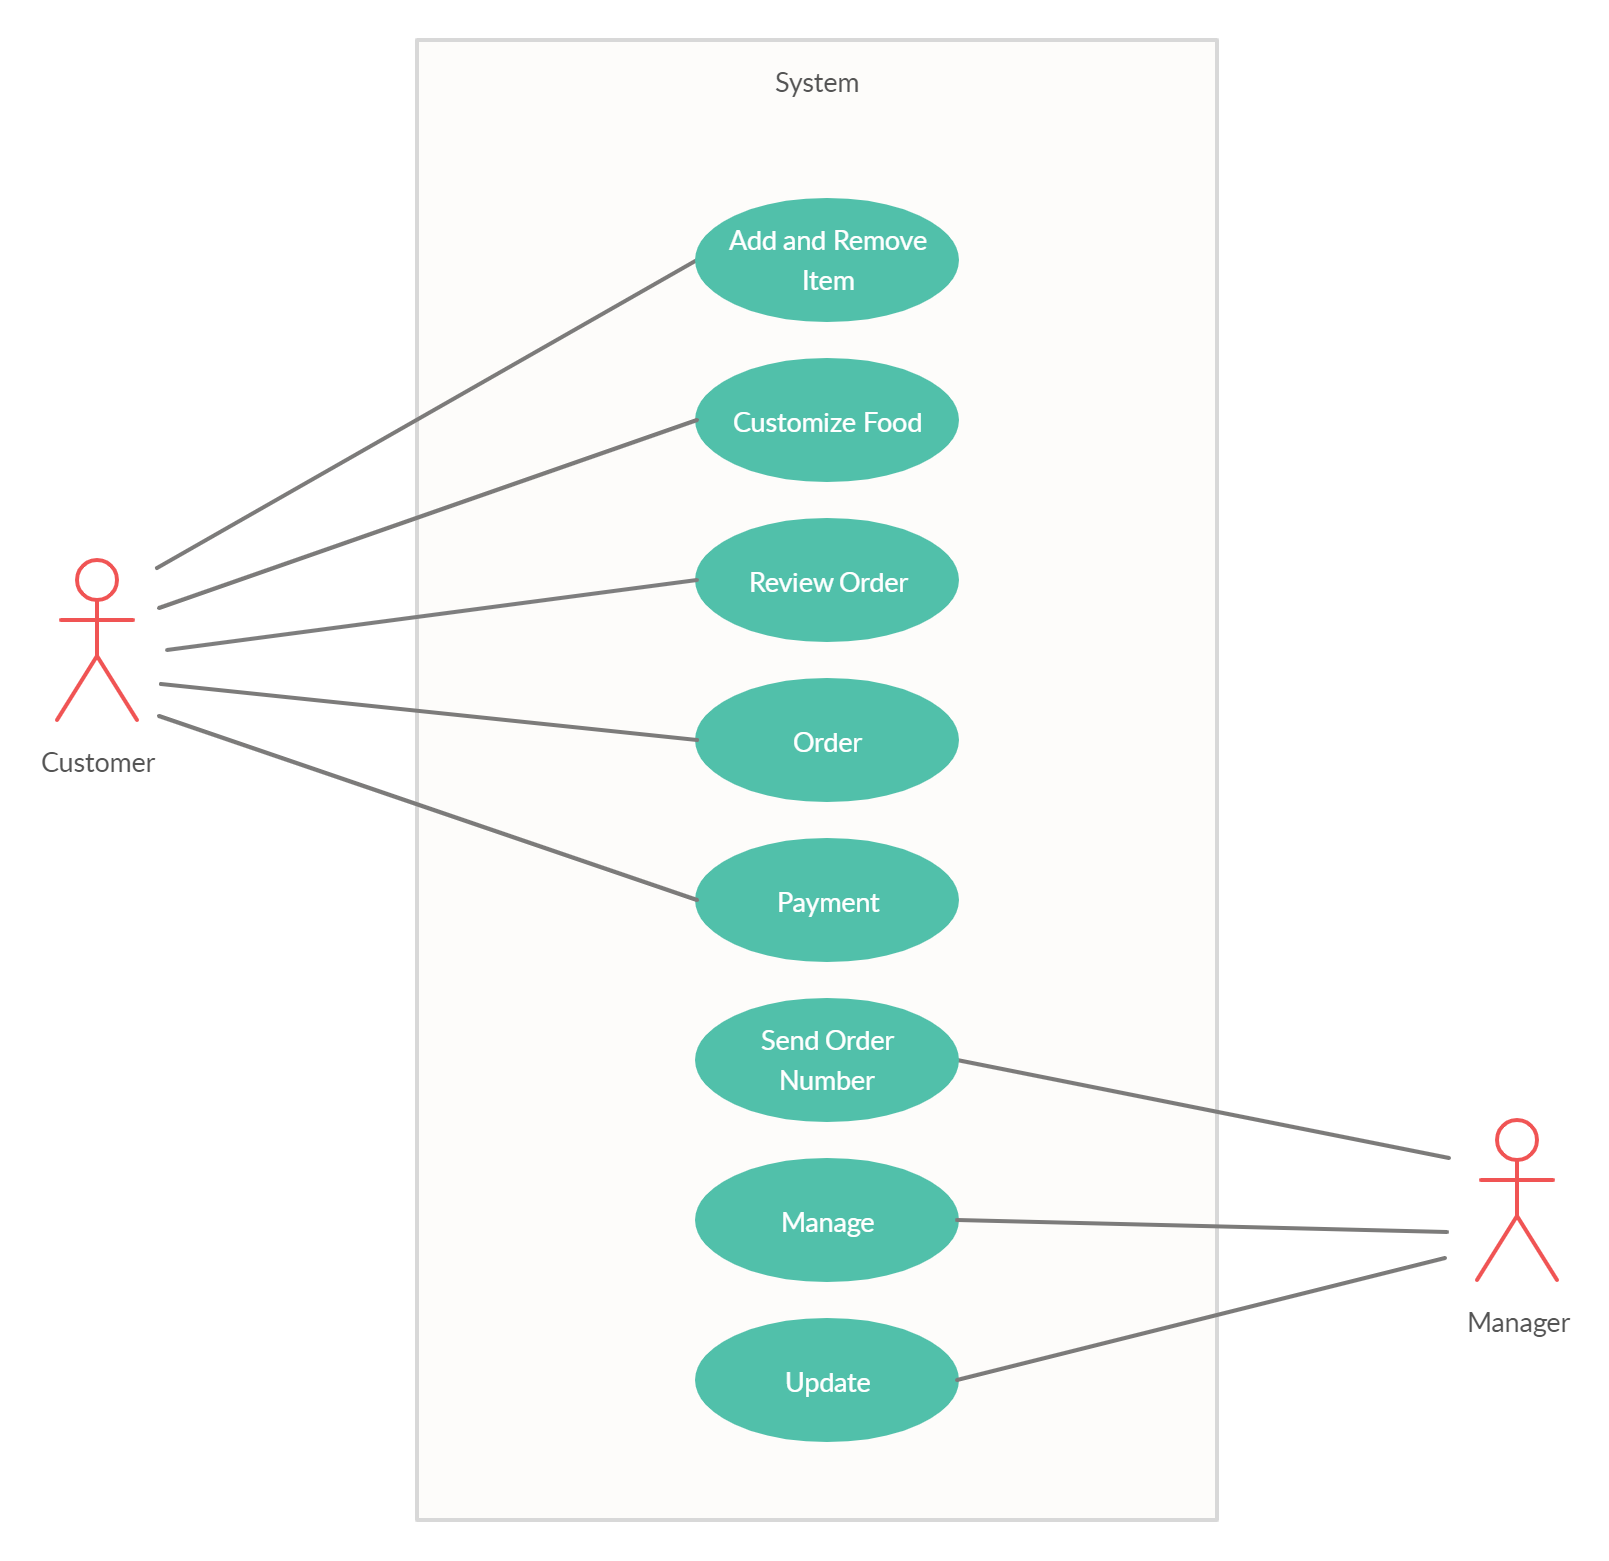 System
Add and Remove
Item
Customize Food
Review Order
Order
Customer
Payment
Send Order
Number
Manage
Manager
Update